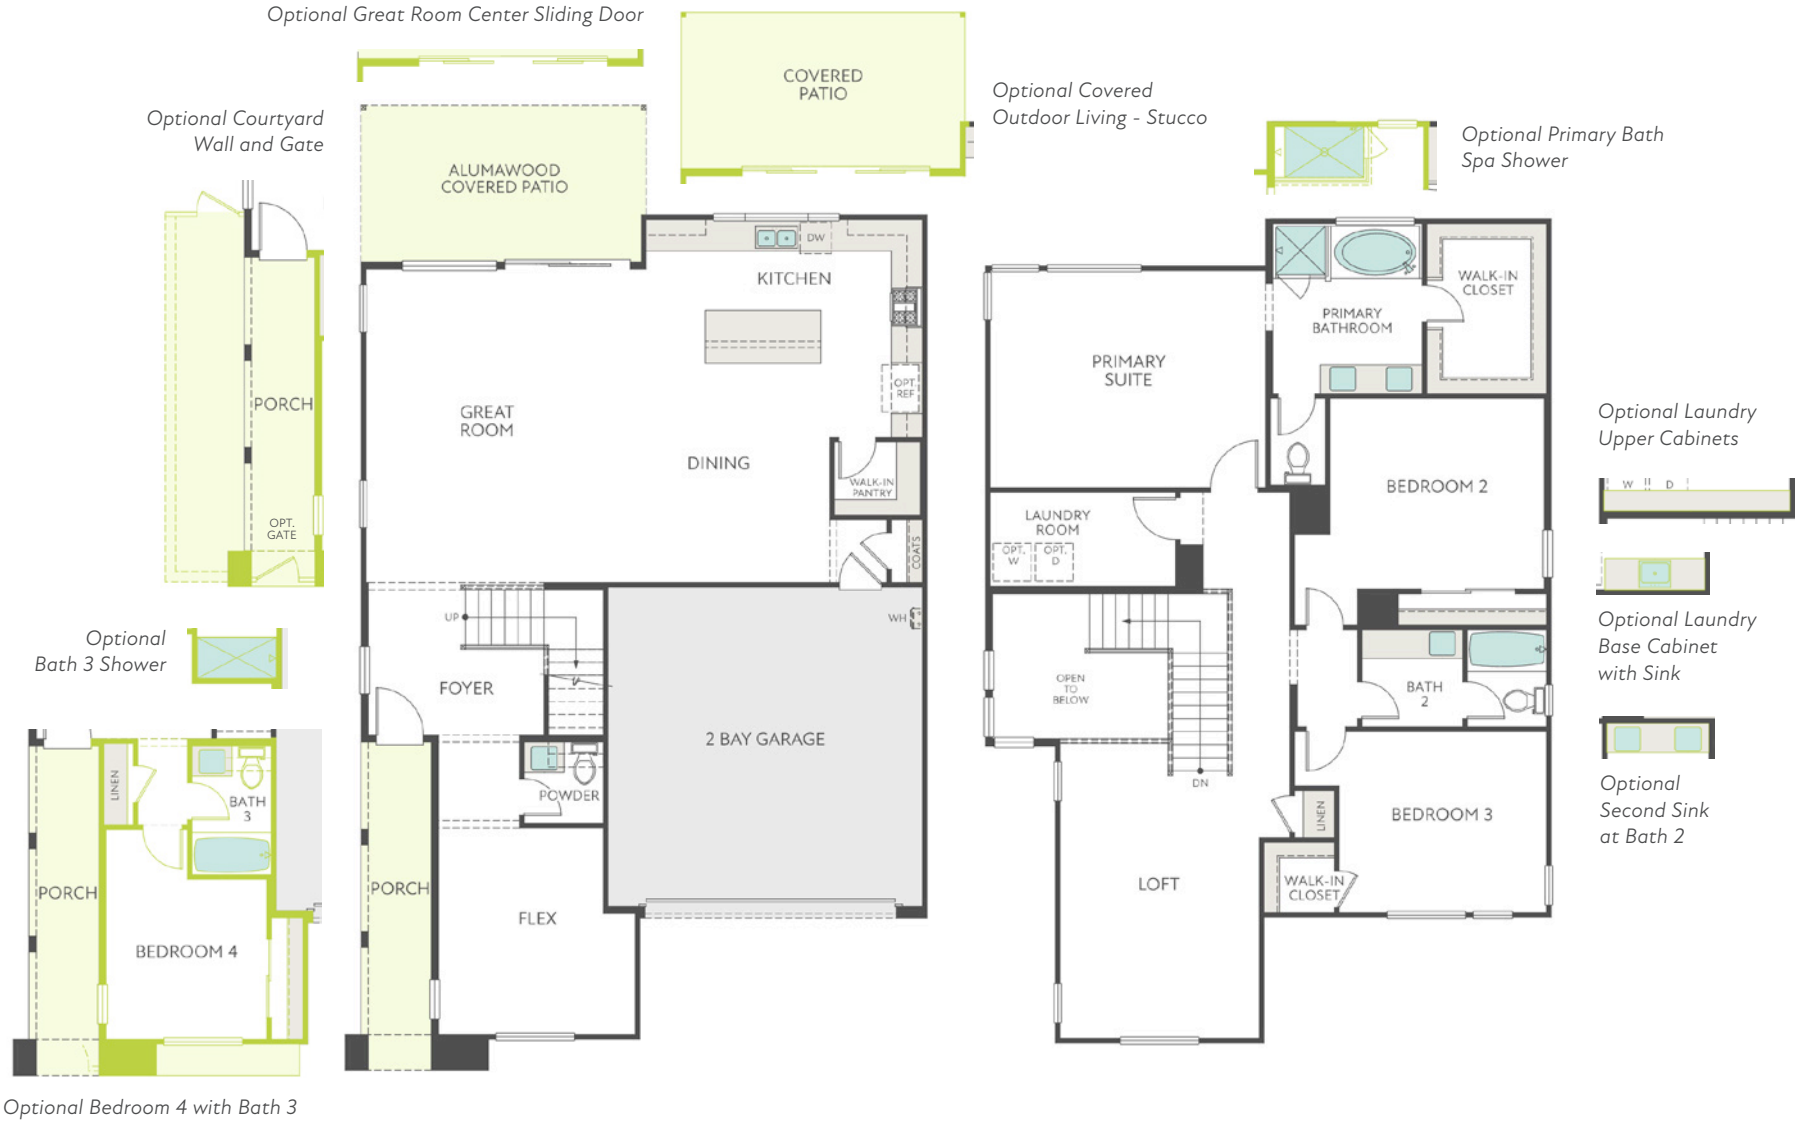 Optional Great Room Center Sliding Door
COVERED
PATIO
Optional Covered
Outdoor Living - Stucco
Optional Courtyard
Wall and Gate
ALUMAWOOD
COVERED PATIO
Optional Primary Bath
Spa Shower
PORCH
OPT.
GATE
DW
KITCHEN
OPT.
REF
GREAT
ROOM
DINING
WALK-IN
PANTRY
COATS
UP
WH
FOYER
2 BAY GARAGE
POWDER
PORCH
FLEX
Optional
Bath 3 Shower
LINEN
BATH
3
PORCH
BEDROOM 4
Optional Bedroom 4 with Bath 3
WALK-IN
CLOSET
PRIMARY
BATHROOM
PRIMARY
SUITE
BEDROOM 2
LAUNDRY
ROOM
OPT.
W
OPT.
D
OPEN
TO
BELOW
BATH
2
DN
LINEN
BEDROOM 3
WALK-IN
CLOSET
LOFT
Optional Laundry
Upper Cabinets
W
D
Optional Laundry
Base Cabinet
with Sink
Optional
Second Sink
at Bath 2